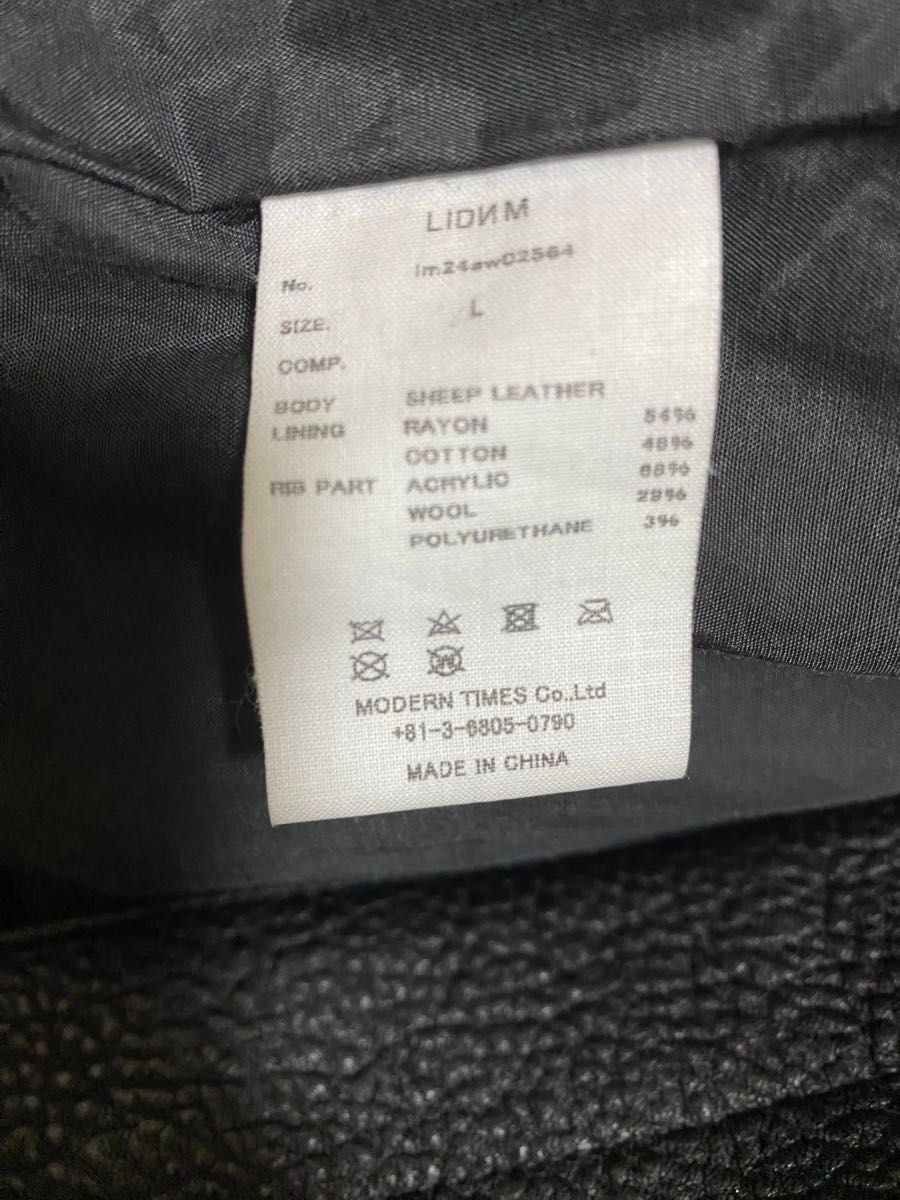 LIDИM
No. lm24aw02564
SIZE. L
COMP.
BODY SHEEP LEATHER
LINING RAYON 54%
COTTON 46%
RIB PART ACRYLIC 68%
WOOL 29%
POLYURETHANE 3%
MODERN TIMES Co.,Ltd
+81-3-6805-0790
MADE IN CHINA